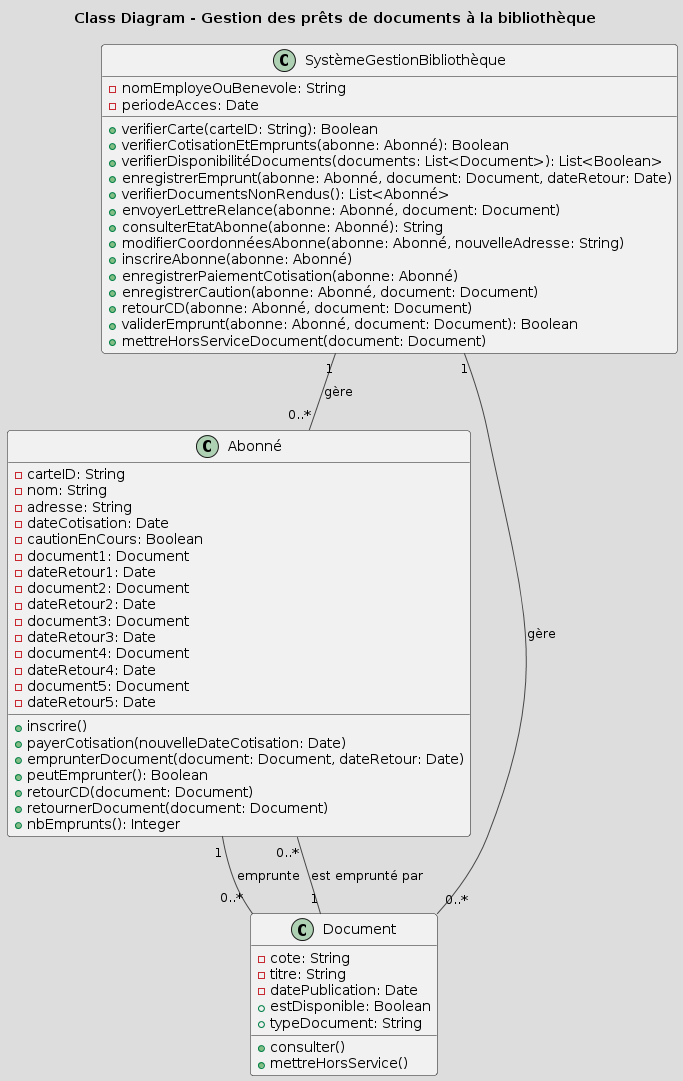 Class Diagram - Gestion des prêts de documents à la bibliothèque
C SystèmeGestionBibliothèque
nomEmployeOuBenevole: String
periodeAcces: Date
verifierCarte(carteID: String): Boolean
verifierCotisationEtEmprunts(abonne: Abonné): Boolean
verifierDisponibilitéDocuments(documents: List<Document>): List<Boolean>
enregistrerEmprunt(abonne: Abonné, document: Document, dateRetour: Date)
verifierDocumentsNonRendus(): List<Abonné>
envoyerLettreRelance(abonne: Abonné, document: Document)
consulterEtatAbonne(abonne: Abonné): String
modifierCoordonnéesAbonne(abonne: Abonné, nouvelleAdresse: String)
inscrireAbonne(abonne: Abonné)
enregistrerPaiementCotisation(abonne: Abonné)
enregistrerCaution(abonne: Abonné, document: Document)
retourCD(abonne: Abonné, document: Document)
validerEmprunt(abonne: Abonné, document: Document): Boolean
mettreHorsServiceDocument(document: Document)
1 1
gère
0..*
C Abonné
carteID: String
nom: String
adresse: String
dateCotisation: Date
cautionEnCours: Boolean
document1: Document
dateRetour1: Date
document2: Document
dateRetour2: Date
document3: Document
dateRetour3: Date
document4: Document
dateRetour4: Date
document5: Document
dateRetour5: Date
gère
inscrire()
payerCotisation(nouvelleDateCotisation: Date)
emprunterDocument(document: Document, dateRetour: Date)
peutEmprunter(): Boolean
retourCD(document: Document)
retournerDocument(document: Document)
nbEmprunts(): Integer
1 0..*
emprunte est emprunté par
0..* 1 0..*
C Document
cote: String
titre: String
datePublication: Date
estDisponible: Boolean
typeDocument: String
consulter()
mettreHorsService()